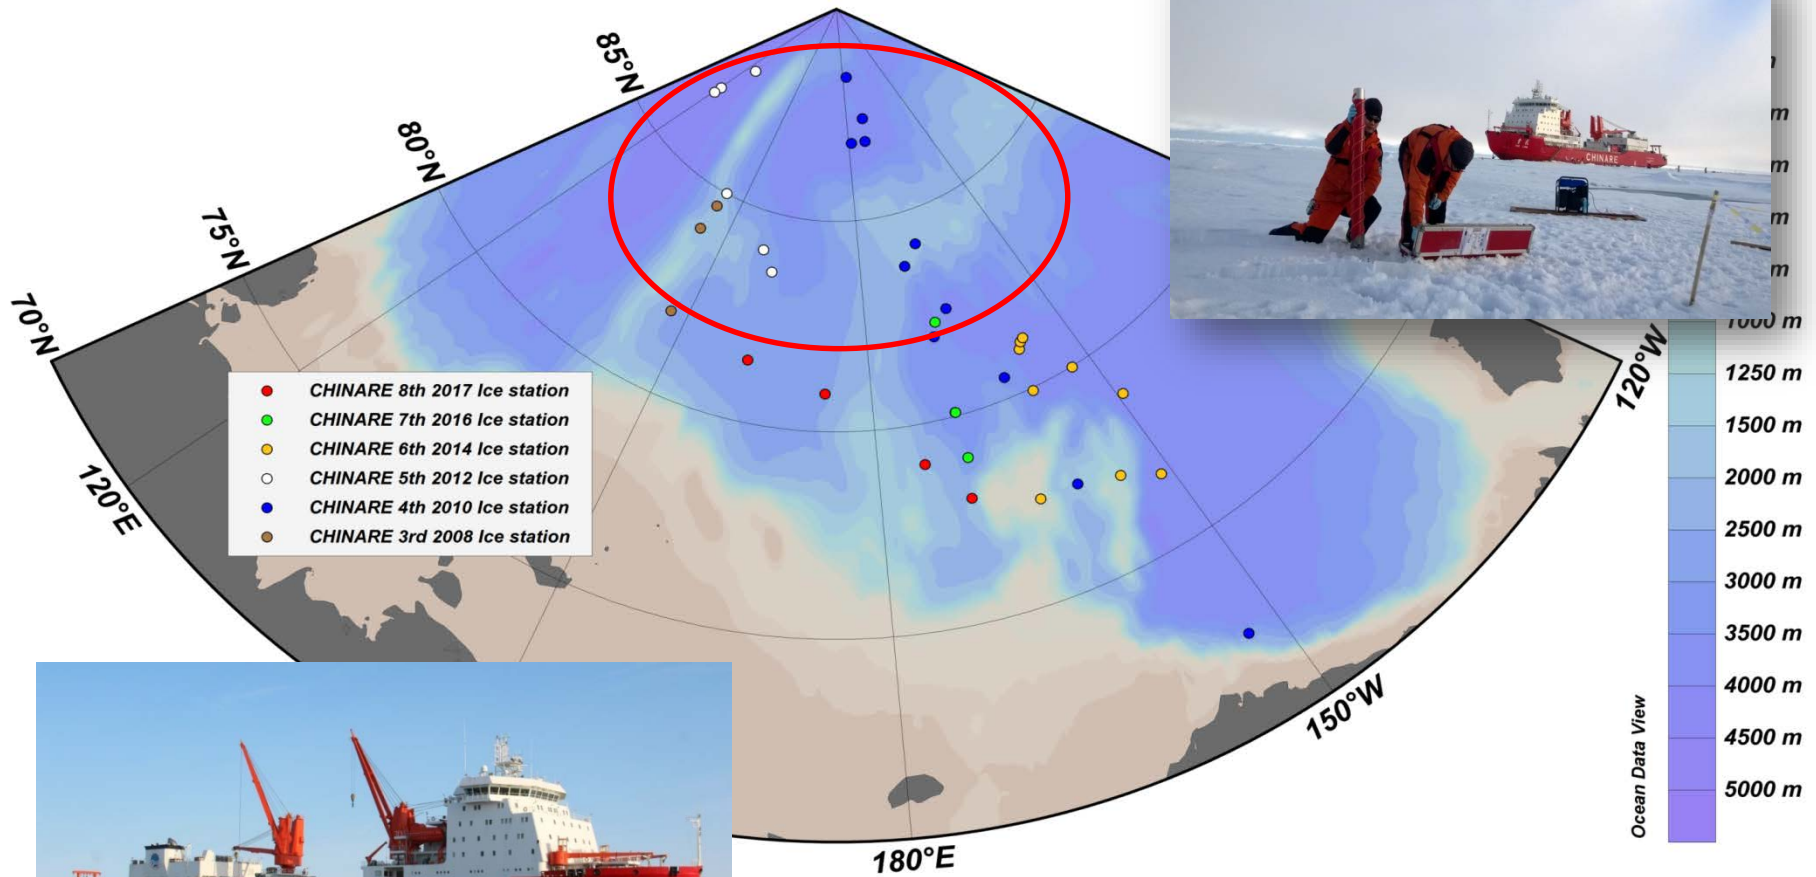 85°N
80°N
75°N
70°N
120°E
180°E
150°W
120°W
CHINARE 8th 2017 Ice station
CHINARE 7th 2016 Ice station
CHINARE 6th 2014 Ice station
CHINARE 5th 2012 Ice station
CHINARE 4th 2010 Ice station
CHINARE 3rd 2008 Ice station
CHINARE
m
m
m
m
1000 m
1250 m
1500 m
2000 m
2500 m
3000 m
3500 m
4000 m
4500 m
5000 m
Ocean Data View